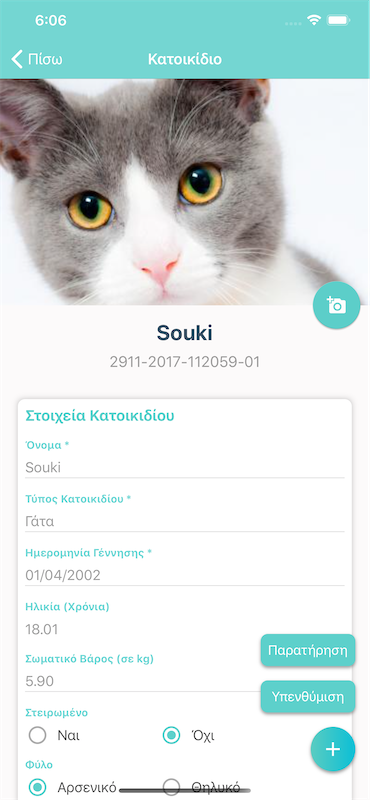 6:06
Πίσω
Κατοικίδιο
Souki
2911-2017-112059-01
Στοιχεία Κατοικιδίου
Όνομα *
Souki
Τύπος Κατοικιδίου *
Γάτα
Ημερομηνία Γέννησης *
01/04/2002
Ηλικία (Χρόνια)
18.01
Παρατήρηση
Σωματικό Βάρος (σε kg)
5.90
Υπενθύμιση
Στειρωμένο
Ναι Όχι
Φύλο
Αρσενικό Θηλυκό